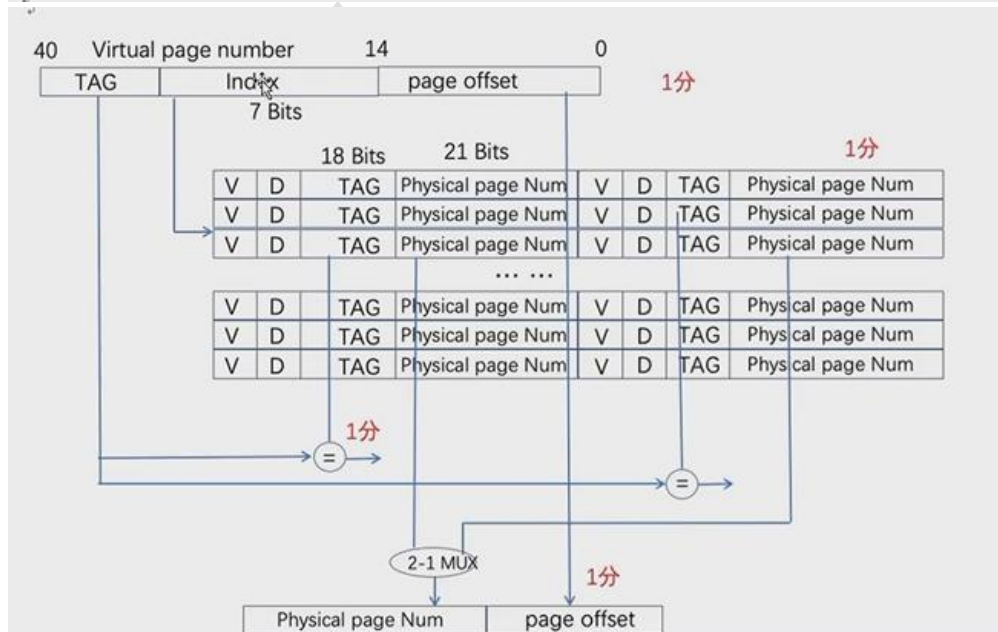 40 Virtual page number 14 0
TAG Index page offset 1分
7 Bits
18 Bits 21 Bits 1分
V D TAG Physical page Num V D TAG Physical page Num
V D TAG Physical page Num V D TAG Physical page Num
V D TAG Physical page Num V D TAG Physical page Num
... ...
V D TAG Physical page Num V D TAG Physical page Num
V D TAG Physical page Num V D TAG Physical page Num
V D TAG Physical page Num V D TAG Physical page Num
1分
=
=
2-1 MUX
1分
Physical page Num page offset